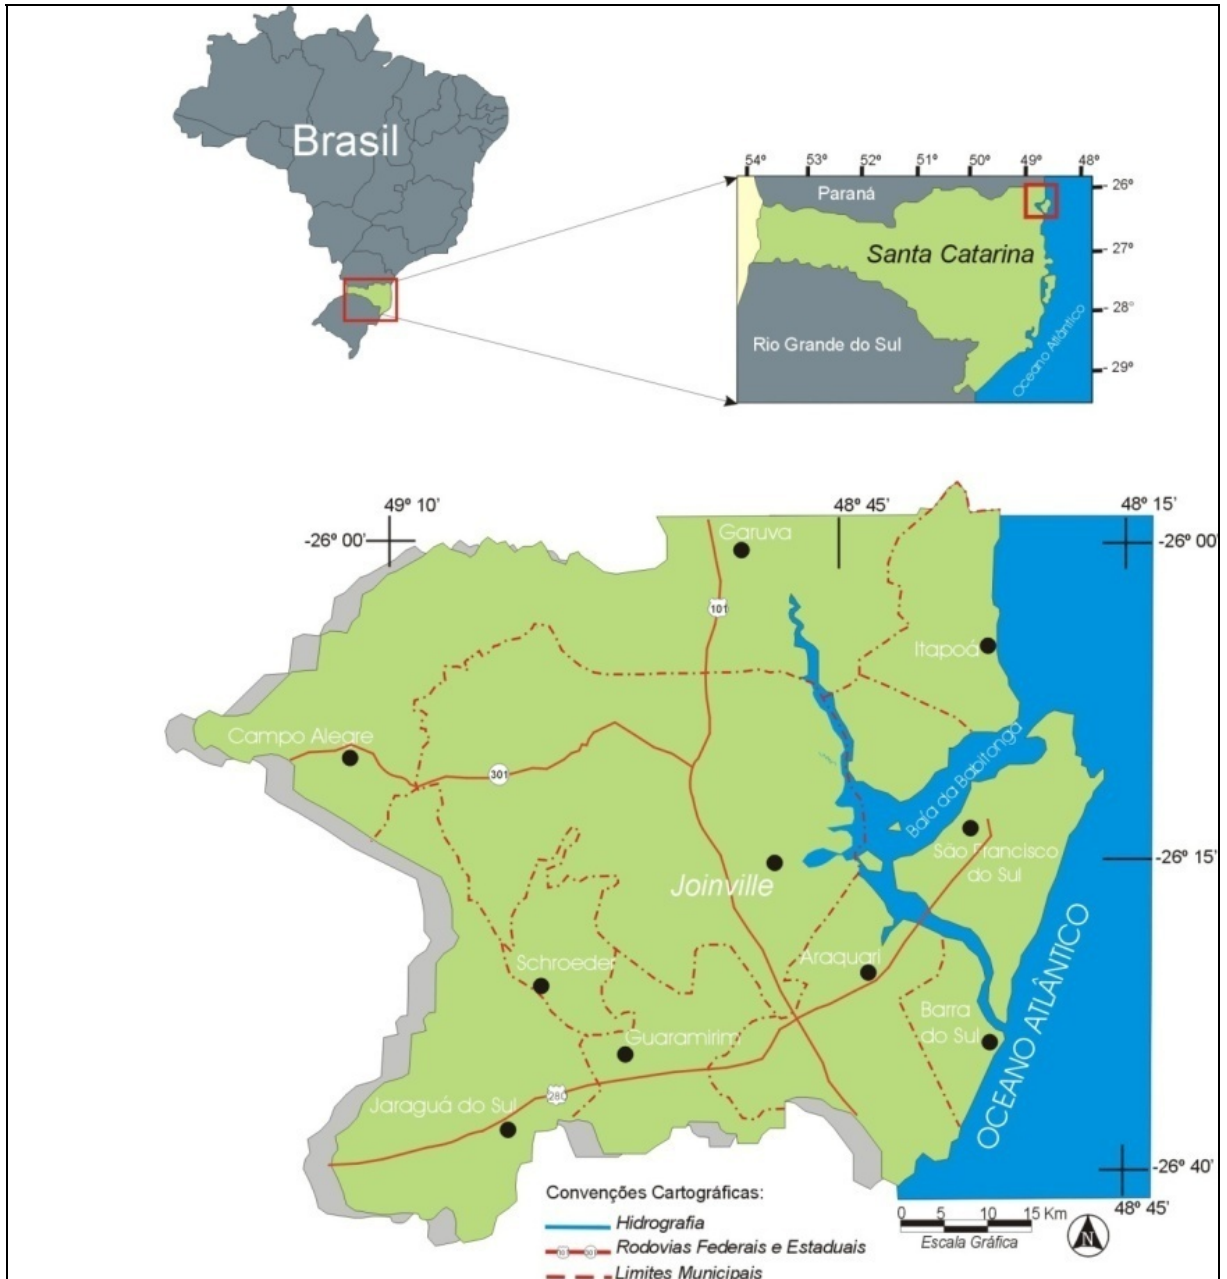 Brasil
54º 53º 52º 51º 50º 49º 48º
Paraná
- 26º
Santa Catarina
- 27º
- 28º
Rio Grande do Sul
Oceano Atlântico
- 29º
49º 10'
48º 45'
48º 15'
-26º 00'
Garuva
-26º 00'
101
Itapoá
Campo Alegre
301
Baía da Babitonga
São Francisco
do Sul
-26º 15'
Joinville
Schroeder
Araquari
Barra
do Sul
Guaramirim
OCEANO ATLÂNTICO
280
Jaraguá do Sul
-26º 40'
48º 45'
Convenções Cartográficas:
Hidrografia
Rodovias Federais e Estaduais
Limites Municipais
0 5 10 15 Km
Escala Gráfica
N